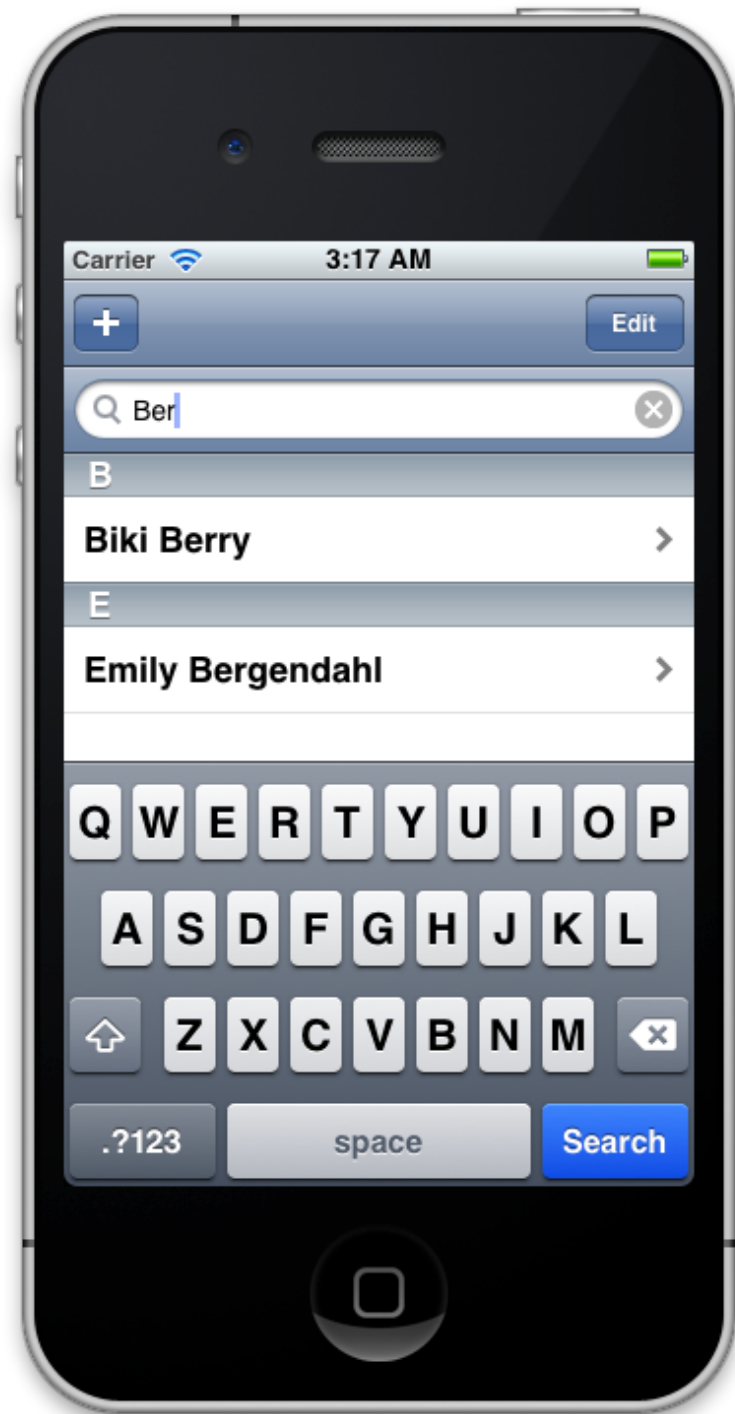 Carrier 3:17 AM
+ Edit
Ber
B
Biki Berry
E
Emily Bergendahl
Q W E R T Y U I O P
A S D F G H J K L
Z X C V B N M
.?123 space Search